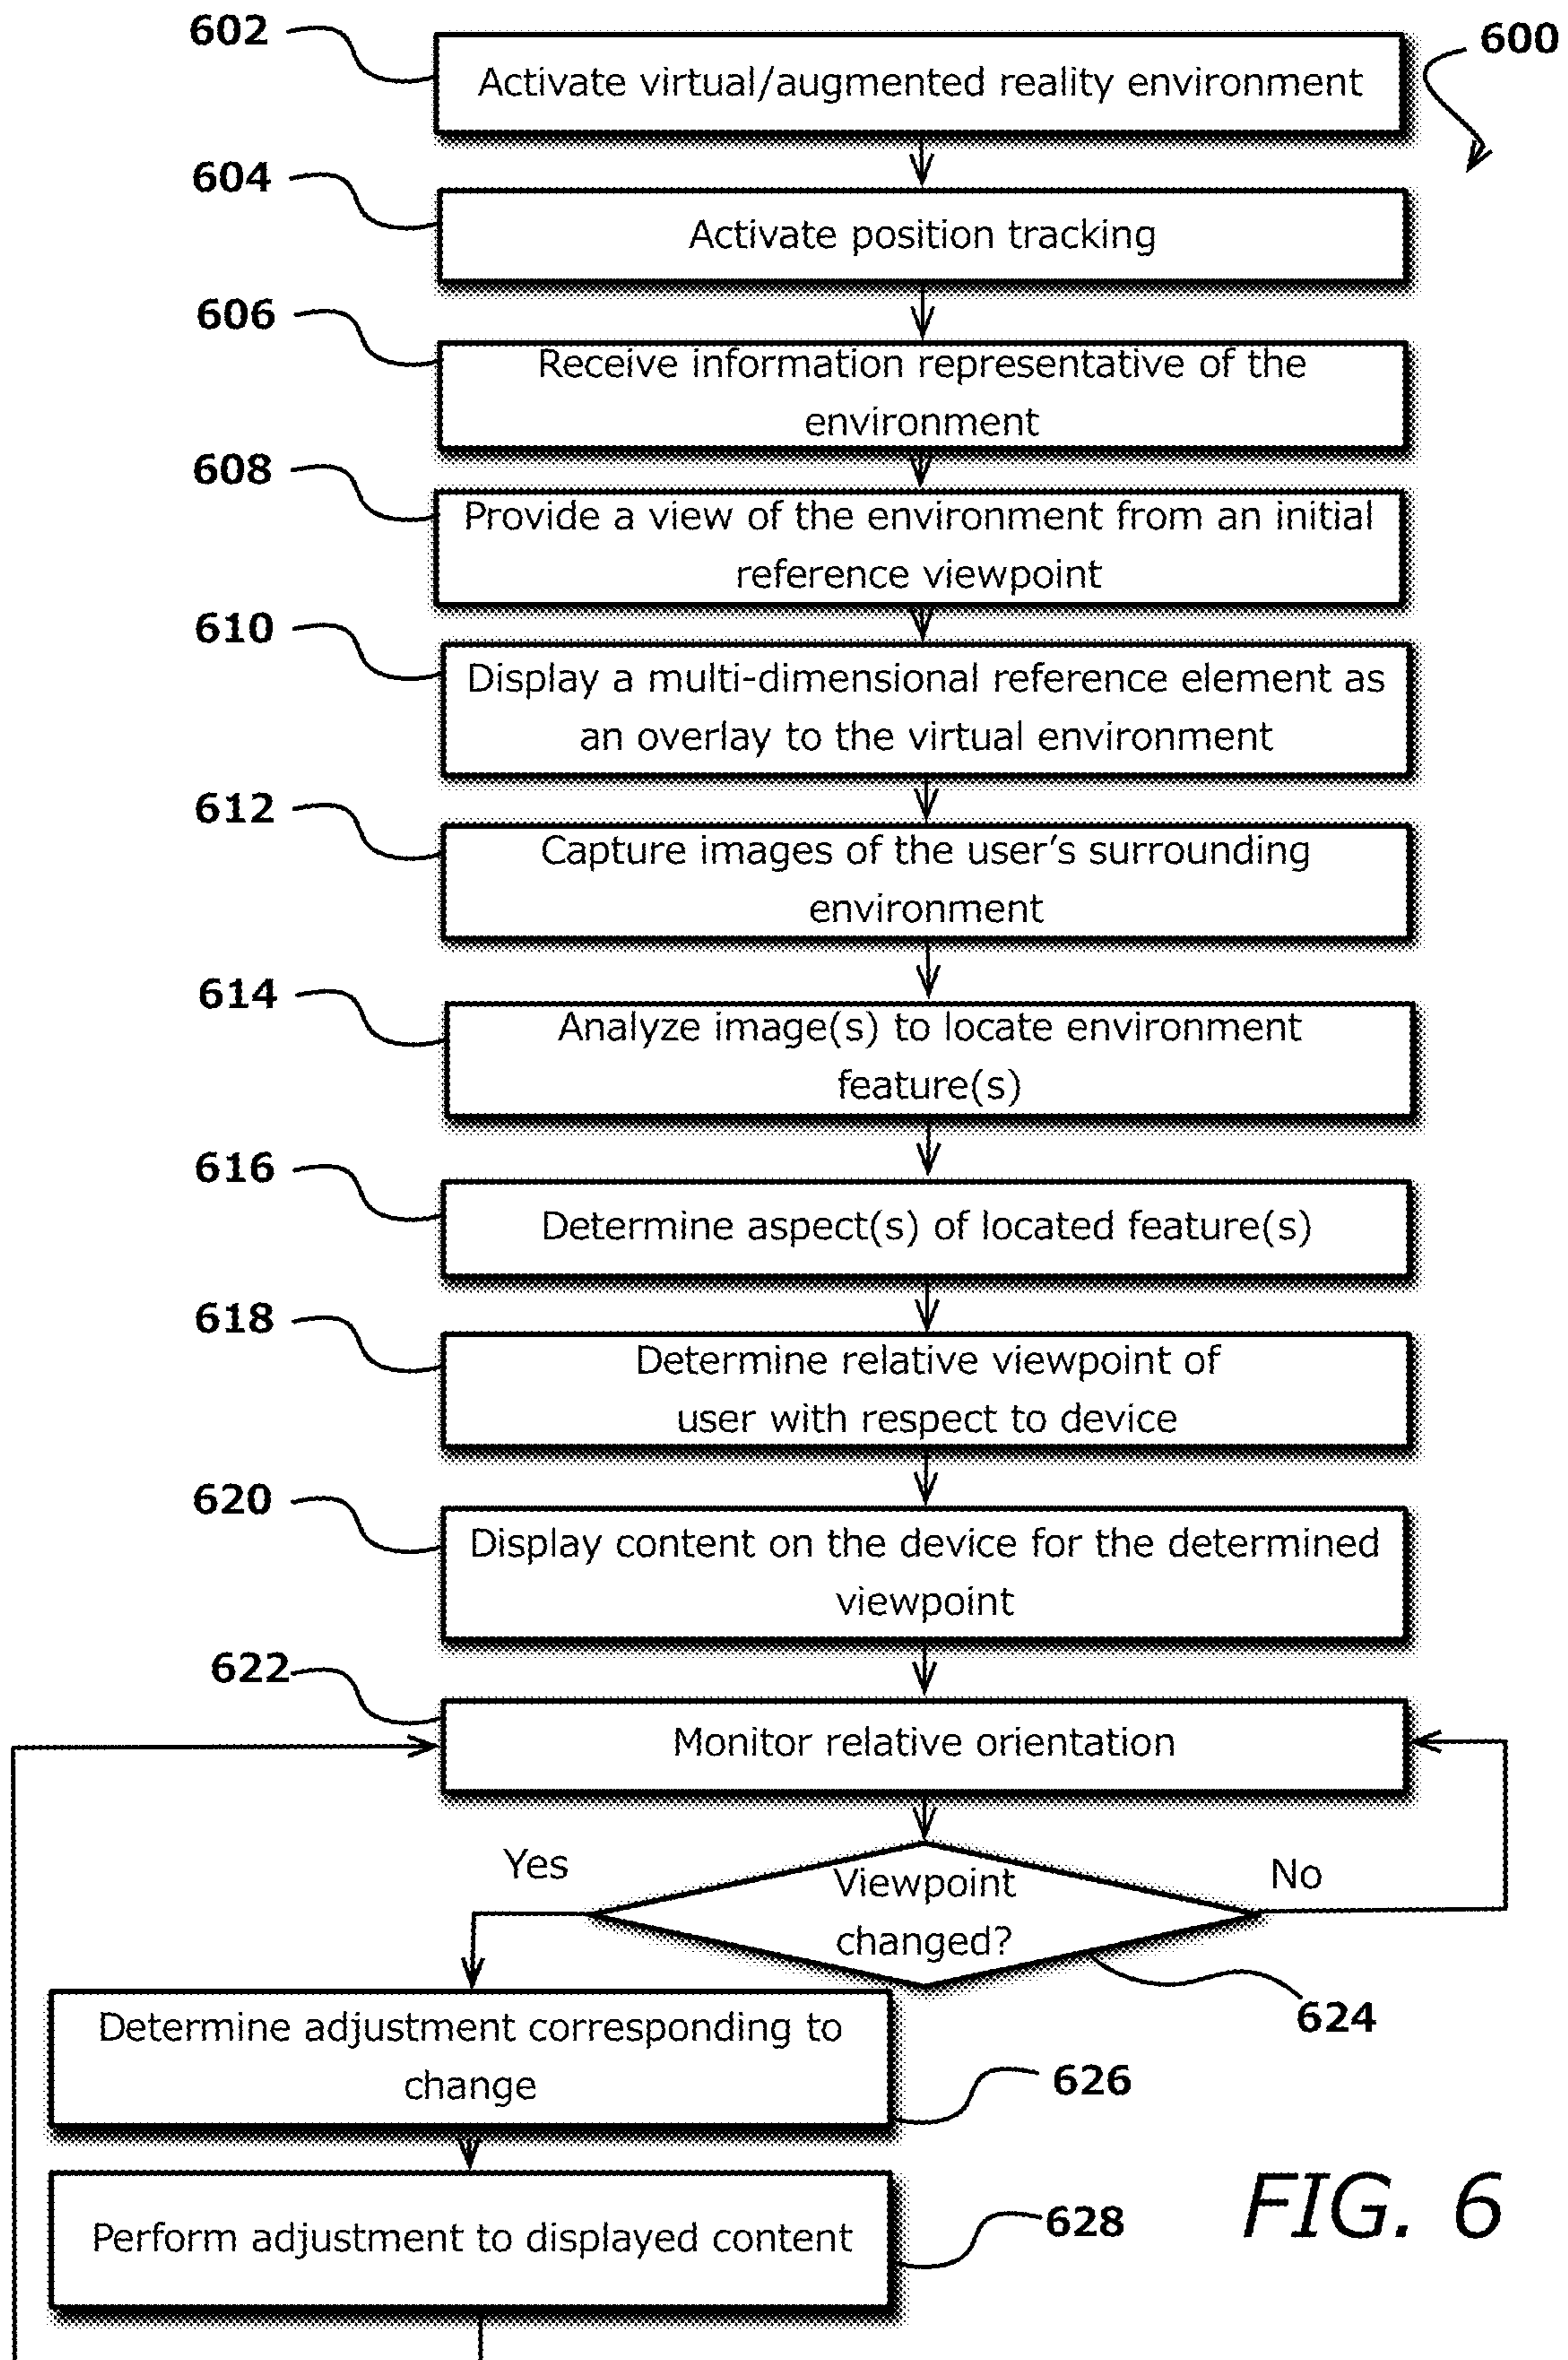 602
Activate virtual/augmented reality environment
600
604
Activate position tracking
606
Receive information representative of the
environment
608
Provide a view of the environment from an initial
reference viewpoint
610
Display a multi-dimensional reference element as
an overlay to the virtual environment
612
Capture images of the user's surrounding
environment
614
Analyze image(s) to locate environment
feature(s)
616
Determine aspect(s) of located feature(s)
618
Determine relative viewpoint of
user with respect to device
620
Display content on the device for the determined
viewpoint
622
Monitor relative orientation
Yes
Viewpoint
changed?
No
624
Determine adjustment corresponding to
change
626
Perform adjustment to displayed content
628
FIG. 6